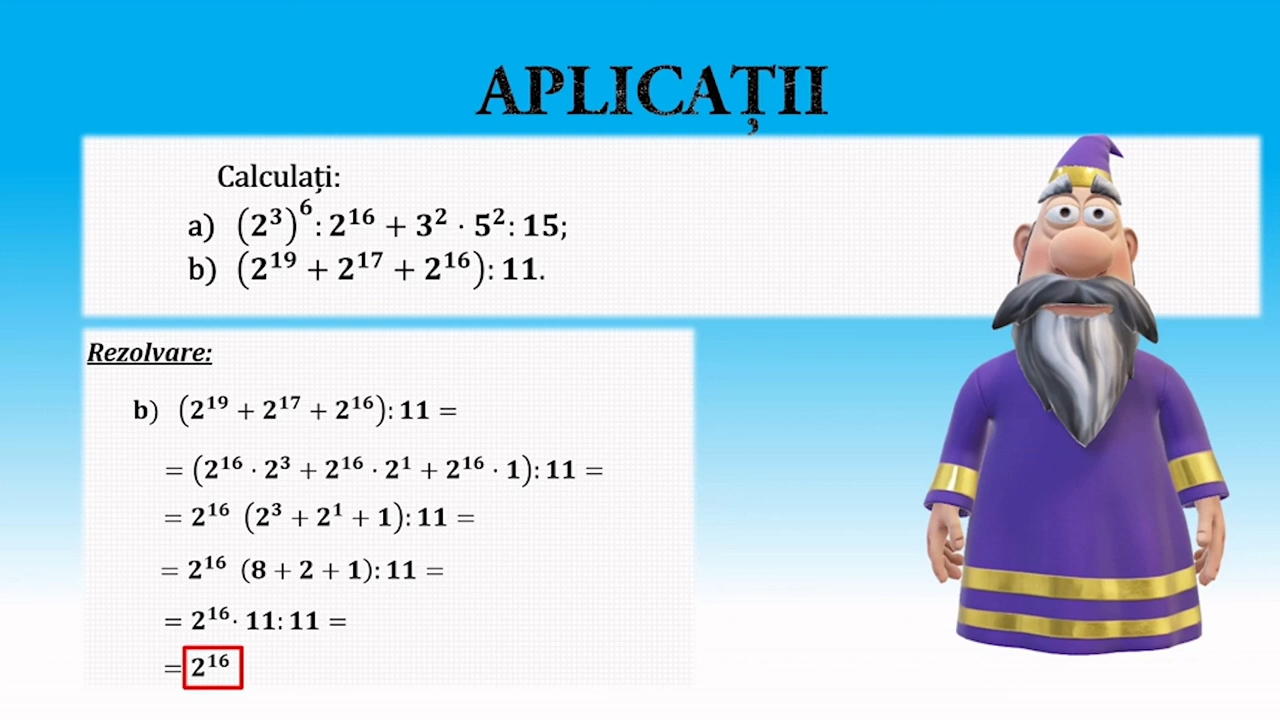 APLICAȚII
Calculați:
a) (2³)⁶: 2¹⁶ + 3² · 5²: 15;
b) (2¹⁹ + 2¹⁷ + 2¹⁶): 11.
Rezolvare:
b) (2¹⁹ + 2¹⁷ + 2¹⁶): 11 =
= (2¹⁶ · 2³ + 2¹⁶ · 2¹ + 2¹⁶ · 1): 11 =
= 2¹⁶ (2³ + 2¹ + 1): 11 =
= 2¹⁶ (8 + 2 + 1): 11 =
= 2¹⁶· 11: 11 =
= 2¹⁶